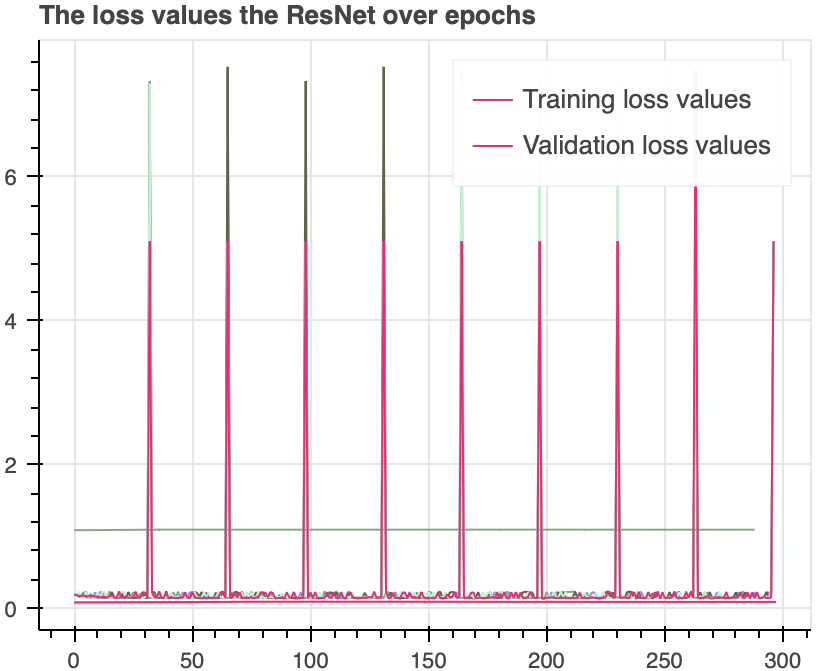 The loss values the ResNet over epochs
Training loss values
Validation loss values
6
4
2
0
0 50 100 150 200 250 300